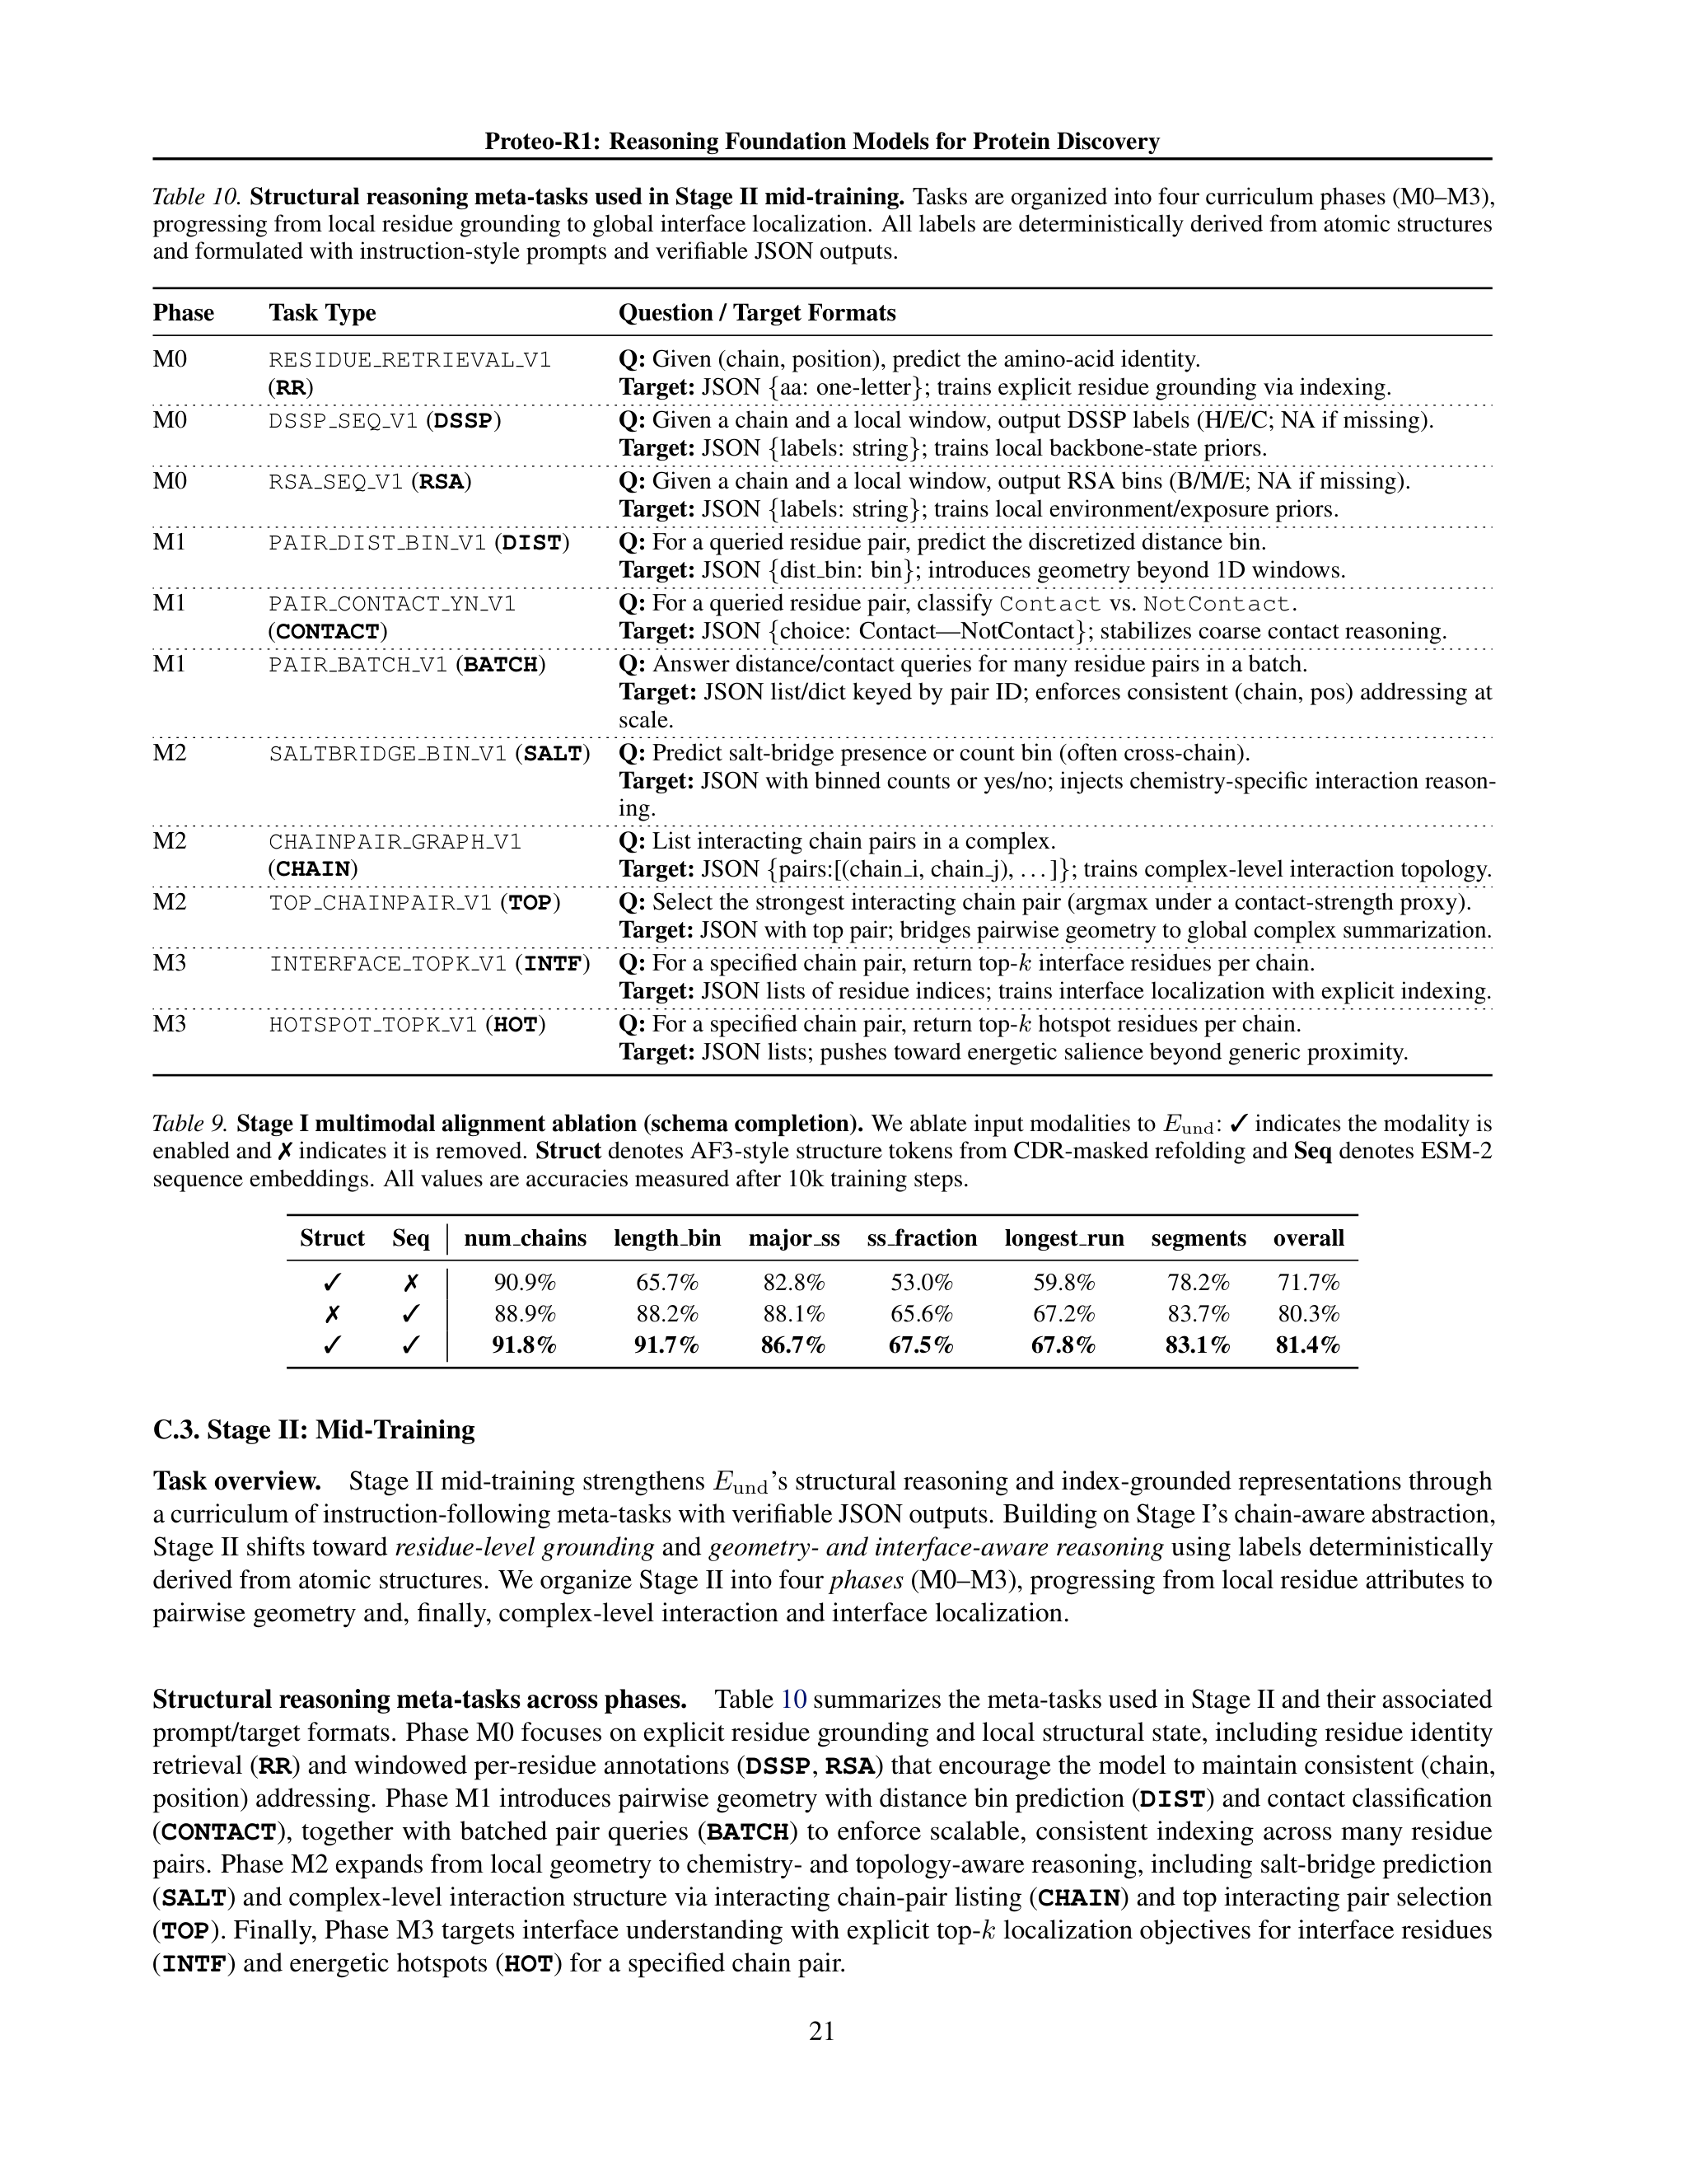 Proteo-R1: Reasoning Foundation Models for Protein Discovery
Table 10. Structural reasoning meta-tasks used in Stage II mid-training. Tasks are organized into four curriculum phases (M0–M3),
progressing from local residue grounding to global interface localization. All labels are deterministically derived from atomic structures
and formulated with instruction-style prompts and verifiable JSON outputs.
Phase Task Type Question / Target Formats
M0 RESIDUE_RETRIEVAL_V1 Q: Given (chain, position), predict the amino-acid identity.
(RR) Target: JSON {aa: one-letter}; trains explicit residue grounding via indexing.
M0 DSSP_SEQ_V1 (DSSP) Q: Given a chain and a local window, output DSSP labels (H/E/C; NA if missing).
Target: JSON {labels: string}; trains local backbone-state priors.
M0 RSA_SEQ_V1 (RSA) Q: Given a chain and a local window, output RSA bins (B/M/E; NA if missing).
Target: JSON {labels: string}; trains local environment/exposure priors.
M1 PAIR_DIST_BIN_V1 (DIST) Q: For a queried residue pair, predict the discretized distance bin.
Target: JSON {dist_bin: bin}; introduces geometry beyond 1D windows.
M1 PAIR_CONTACT_YN_V1 Q: For a queried residue pair, classify Contact vs. NotContact.
(CONTACT) Target: JSON {choice: Contact—NotContact}; stabilizes coarse contact reasoning.
M1 PAIR_BATCH_V1 (BATCH) Q: Answer distance/contact queries for many residue pairs in a batch.
Target: JSON list/dict keyed by pair ID; enforces consistent (chain, pos) addressing at
scale.
M2 SALTBRIDGE_BIN_V1 (SALT) Q: Predict salt-bridge presence or count bin (often cross-chain).
Target: JSON with binned counts or yes/no; injects chemistry-specific interaction reason-
ing.
M2 CHAINPAIR_GRAPH_V1 Q: List interacting chain pairs in a complex.
(CHAIN) Target: JSON {pairs:[(chain_i, chain_j), ...]}; trains complex-level interaction topology.
M2 TOP_CHAINPAIR_V1 (TOP) Q: Select the strongest interacting chain pair (argmax under a contact-strength proxy).
Target: JSON with top pair; bridges pairwise geometry to global complex summarization.
M3 INTERFACE_TOPK_V1 (INTF) Q: For a specified chain pair, return top-k interface residues per chain.
Target: JSON lists of residue indices; trains interface localization with explicit indexing.
M3 HOTSPOT_TOPK_V1 (HOT) Q: For a specified chain pair, return top-k hotspot residues per chain.
Target: JSON lists; pushes toward energetic salience beyond generic proximity.
Table 9. Stage I multimodal alignment ablation (schema completion). We ablate input modalities to E_und: ✓ indicates the modality is
enabled and ✗ indicates it is removed. Struct denotes AF3-style structure tokens from CDR-masked refolding and Seq denotes ESM-2
sequence embeddings. All values are accuracies measured after 10k training steps.
Struct Seq num_chains length_bin major_ss ss_fraction longest_run segments overall
✓ ✗ 90.9% 65.7% 82.8% 53.0% 59.8% 78.2% 71.7%
✗ ✓ 88.9% 88.2% 88.1% 65.6% 67.2% 83.7% 80.3%
✓ ✓ 91.8% 91.7% 86.7% 67.5% 67.8% 83.1% 81.4%
C.3. Stage II: Mid-Training
Task overview. Stage II mid-training strengthens E_und's structural reasoning and index-grounded representations through
a curriculum of instruction-following meta-tasks with verifiable JSON outputs. Building on Stage I's chain-aware abstraction,
Stage II shifts toward residue-level grounding and geometry- and interface-aware reasoning using labels deterministically
derived from atomic structures. We organize Stage II into four phases (M0–M3), progressing from local residue attributes to
pairwise geometry and, finally, complex-level interaction and interface localization.
Structural reasoning meta-tasks across phases. Table 10 summarizes the meta-tasks used in Stage II and their associated
prompt/target formats. Phase M0 focuses on explicit residue grounding and local structural state, including residue identity
retrieval (RR) and windowed per-residue annotations (DSSP, RSA) that encourage the model to maintain consistent (chain,
position) addressing. Phase M1 introduces pairwise geometry with distance bin prediction (DIST) and contact classification
(CONTACT), together with batched pair queries (BATCH) to enforce scalable, consistent indexing across many residue
pairs. Phase M2 expands from local geometry to chemistry- and topology-aware reasoning, including salt-bridge prediction
(SALT) and complex-level interaction structure via interacting chain-pair listing (CHAIN) and top interacting pair selection
(TOP). Finally, Phase M3 targets interface understanding with explicit top-k localization objectives for interface residues
(INTF) and energetic hotspots (HOT) for a specified chain pair.
21